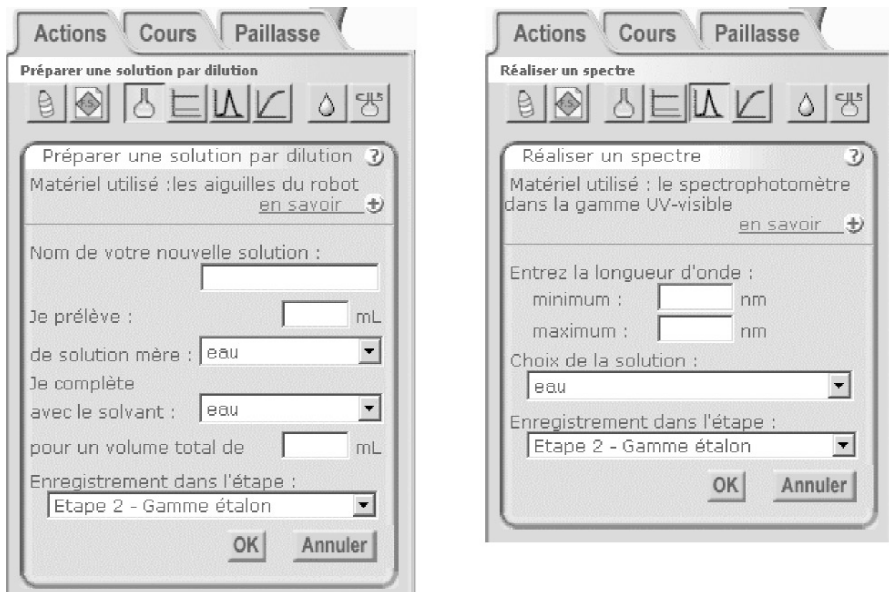 Actions Cours Paillasse
Préparer une solution par dilution
F.S.
Préparer une solution par dilution ?
Matériel utilisé :les aiguilles du robot
en savoir +
Nom de votre nouvelle solution :
Je prélève : mL
de solution mère : eau
Je complète
avec le solvant : eau
pour un volume total de mL
Enregistrement dans l'étape :
Etape 2 - Gamme étalon
OK Annuler
Actions Cours Paillasse
Réaliser un spectre
F.S.
Réaliser un spectre ?
Matériel utilisé : le spectrophotomètre
dans la gamme UV-visible
en savoir +
Entrez la longueur d'onde :
minimum : nm
maximum : nm
Choix de la solution :
eau
Enregistrement dans l'étape :
Etape 2 - Gamme étalon
OK Annuler